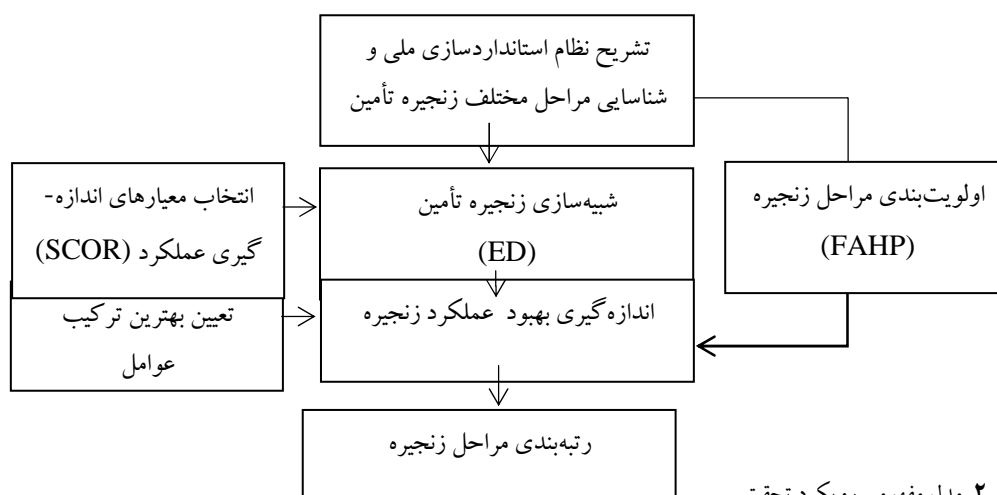 تشریح نظام استانداردسازی ملی و
شناسایی مراحل مختلف زنجیره تأمین
اولویت‌بندی مراحل زنجیره
(FAHP)
شبیه‌سازی زنجیره تأمین
(ED)
انتخاب معیارهای اندازه-
گیری عملکرد (SCOR)
اندازه‌گیری بهبود عملکرد زنجیره
تعیین بهترین ترکیب
عوامل
رتبه‌بندی مراحل زنجیره
۲